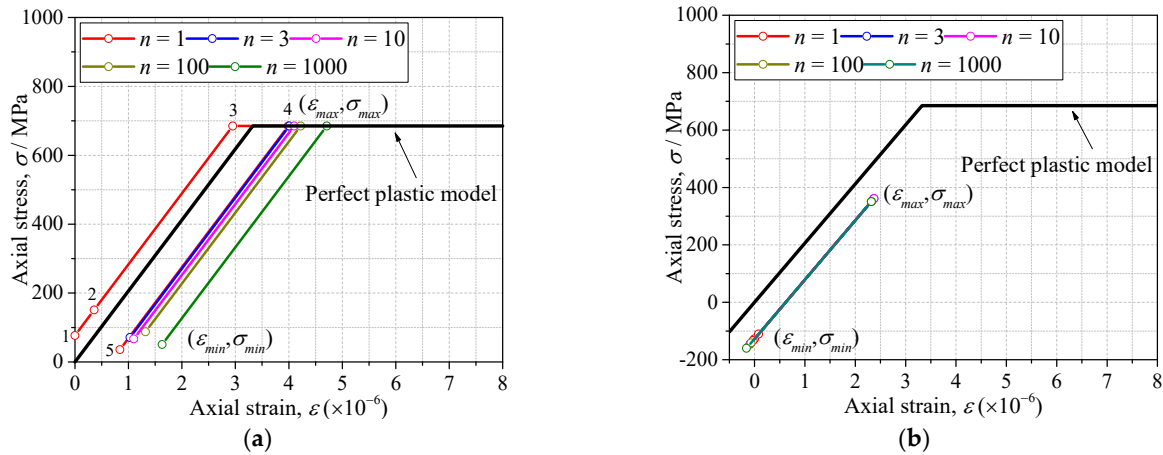 1000
800
600
400
200
0
0 1 2 3 4 5 6 7 8
Axial stress, σ / MPa
Axial strain, ε (×10⁻⁶)
n = 1 n = 3 n = 10
n = 100 n = 1000
3 4 (εmax,σmax)
Perfect plastic model
2
1
5
(εmin,σmin)
(a)
1000
800
600
400
200
0
-200
0 1 2 3 4 5 6 7 8
Axial stress, σ / MPa
Axial strain, ε (×10⁻⁶)
n = 1 n = 3 n = 10
n = 100 n = 1000
Perfect plastic model
(εmax,σmax)
(εmin,σmin)
(b)